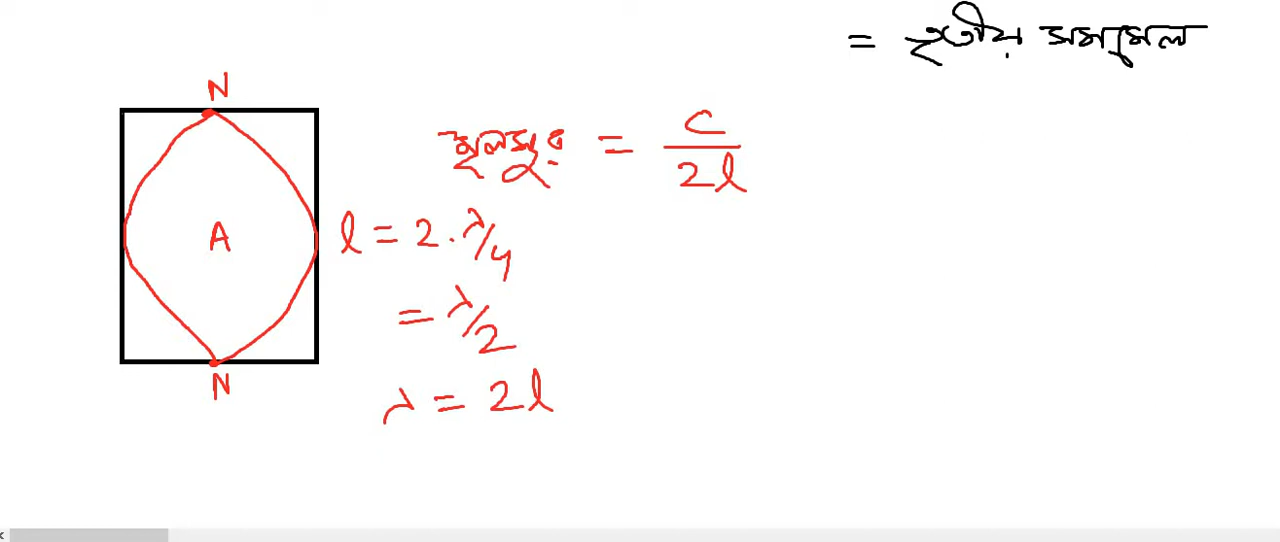 = তৃতীয় সমমেল
N
মূলসুর = C/2l
A
l = 2 · λ/4
= λ/2
N
λ = 2l